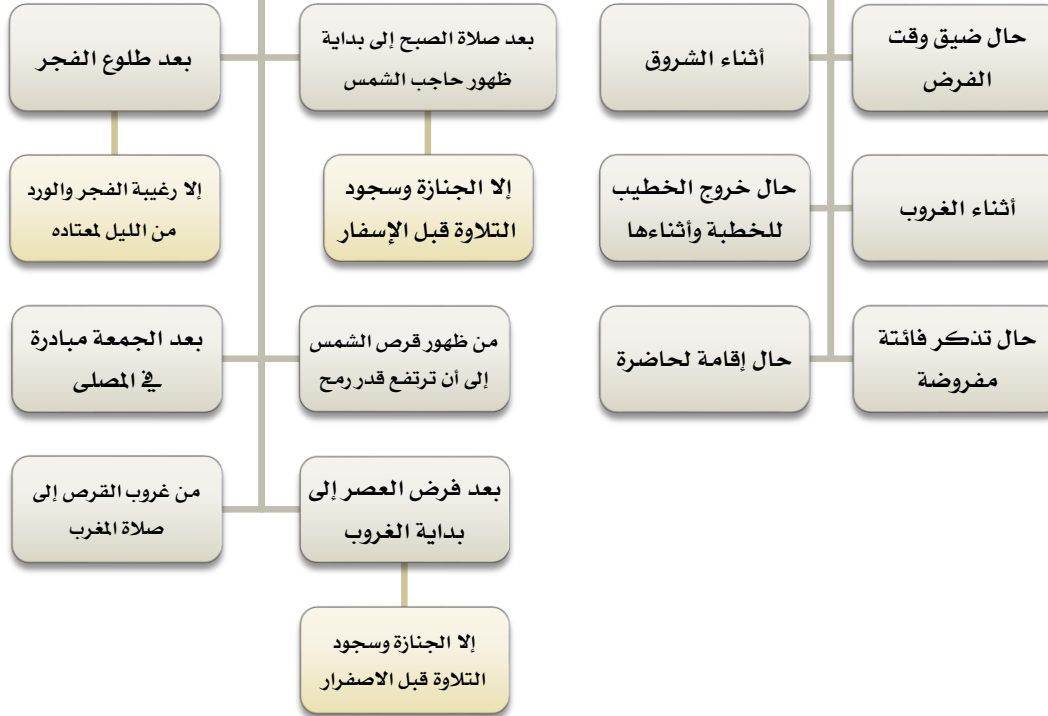 حال ضيق وقت
الفرض
أثناء الشروق
أثناء الغروب
حال خروج الخطيب
للخطبة وأثناءها
حال تذكر فائتة
مفروضة
حال إقامة لحاضرة
بعد صلاة الصبح إلى بداية
ظهور حاجب الشمس
إلا الجنازة وسجود
التلاوة قبل الإسفار
بعد طلوع الفجر
إلا رغيبة الفجر والورد
من الليل لمعتاده
من ظهور قرص الشمس
إلى أن ترتفع قدر رمح
بعد الجمعة مبادرة
في المصلى
بعد فرض العصر إلى
بداية الغروب
إلا الجنازة وسجود
التلاوة قبل الاصفرار
من غروب القرص إلى
صلاة المغرب